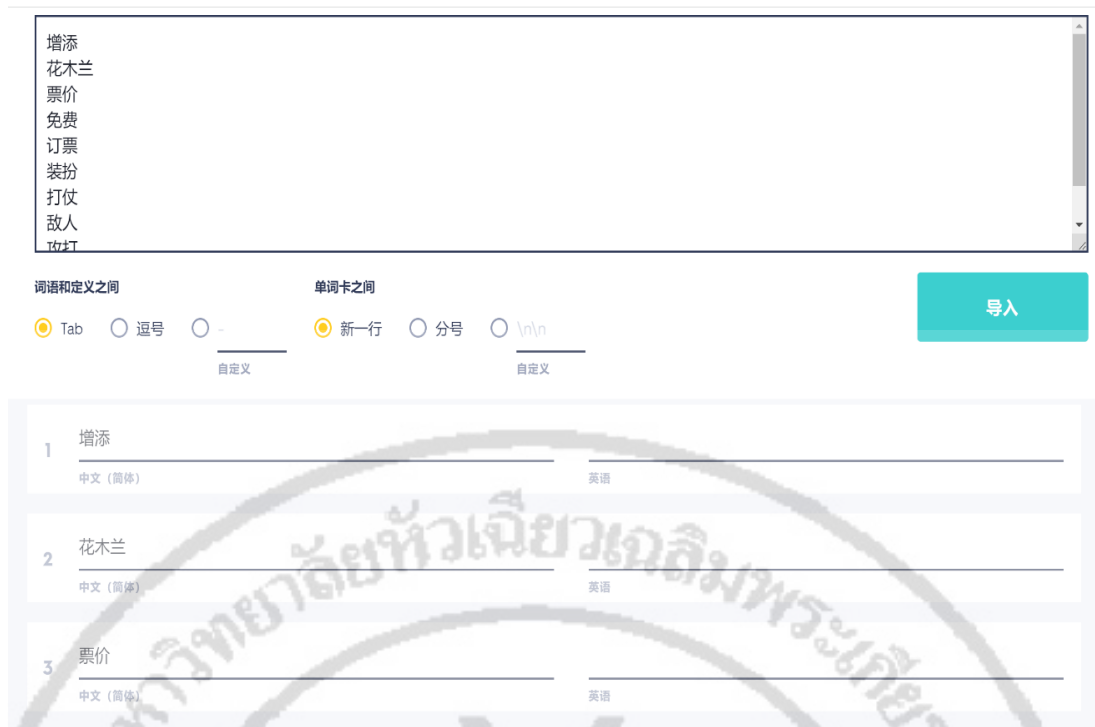 增添
花木兰
票价
免费
订票
装扮
打仗
敌人
攻打
词语和定义之间 单词卡之间
导入
Tab 逗号 - 新一行 分号 \n\n
自定义 自定义
1 增添
中文（简体） 英语
2 花木兰
中文（简体） 英语
3 票价
中文（简体） 英语